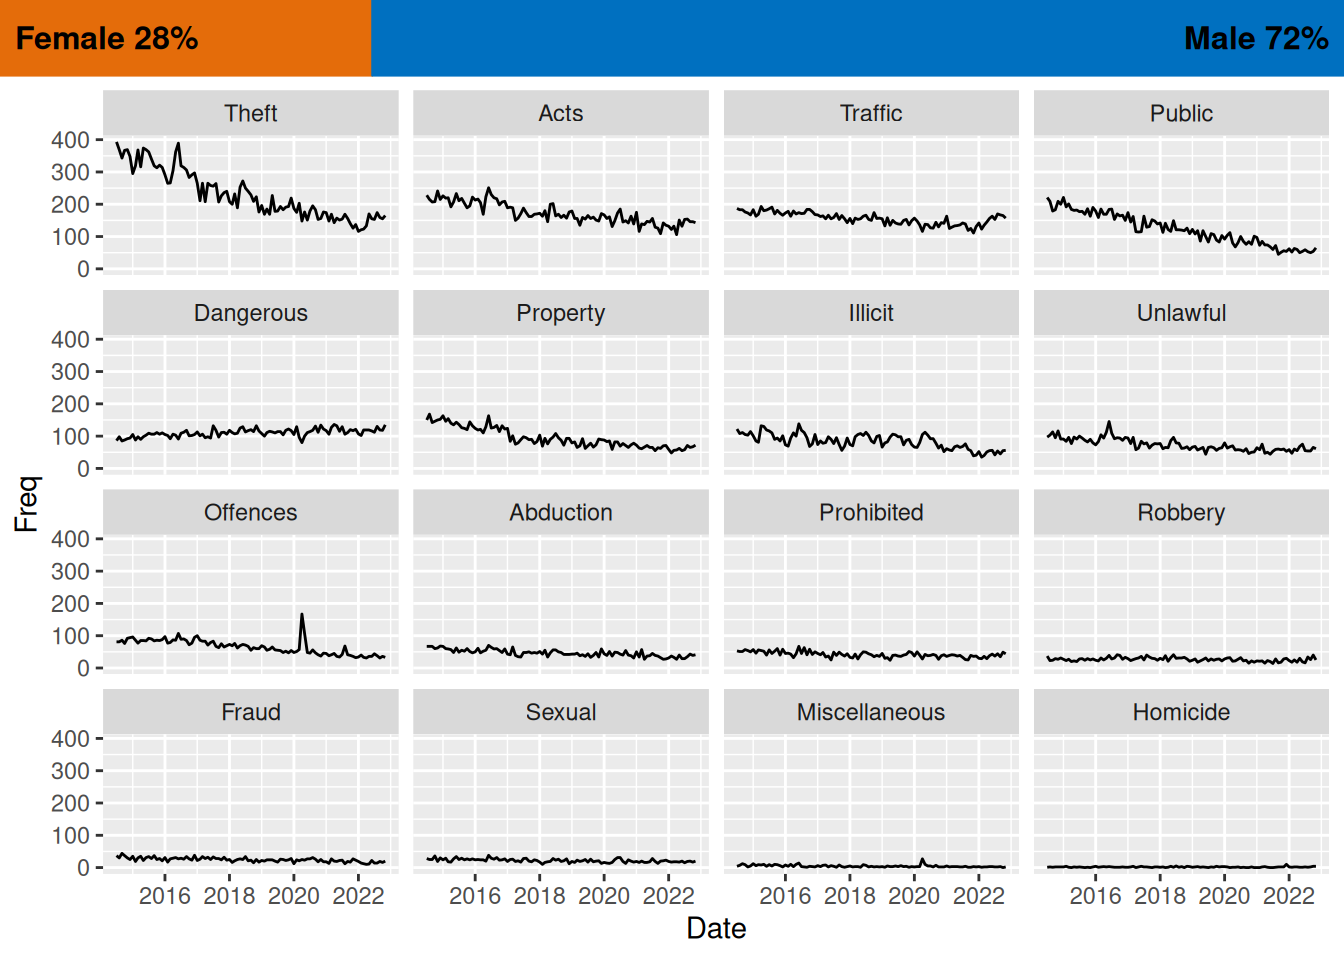 Female 28% Male 72%
Theft Acts Traffic Public
400
300
200
100
0
Dangerous Property Illicit Unlawful
400
300
200
100
0
Freq
Offences Abduction Prohibited Robbery
400
300
200
100
0
Fraud Sexual Miscellaneous Homicide
400
300
200
100
0
2016 2018 2020 2022 2016 2018 2020 2022 2016 2018 2020 2022 2016 2018 2020 2022
Date